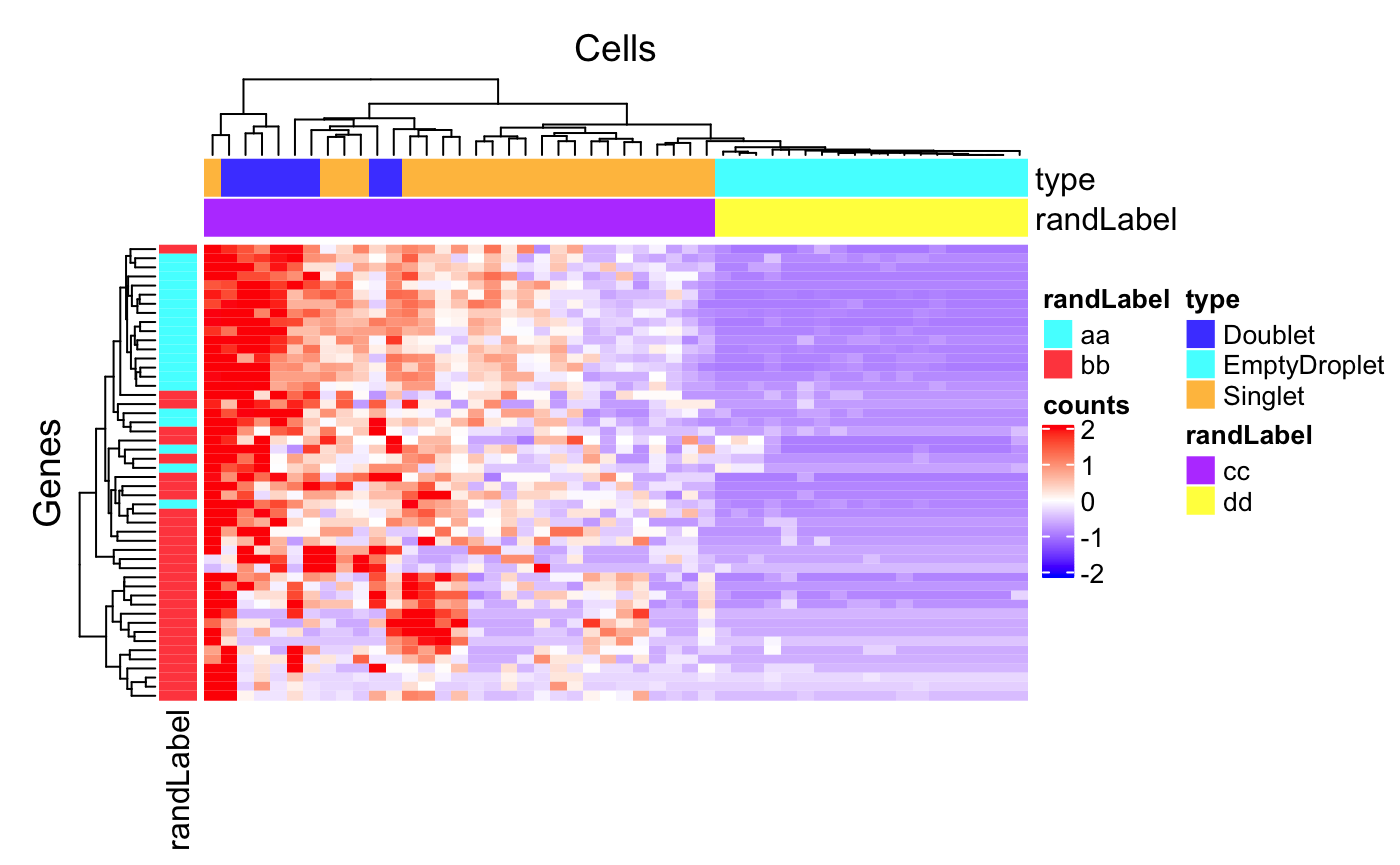 Cells
type
randLabel
Genes
randLabel
randLabel
aa
bb
counts
2
1
0
-1
-2
type
Doublet
EmptyDroplet
Singlet
randLabel
cc
dd